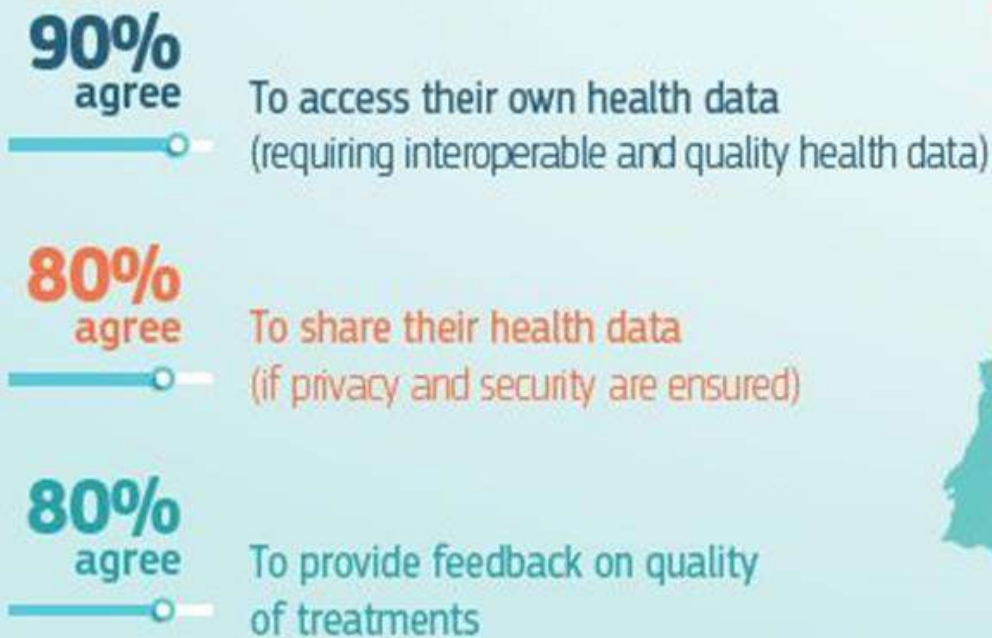 90%
agree
To access their own health data
(requiring interoperable and quality health data)
80%
agree
To share their health data
(if privacy and security are ensured)
80%
agree
To provide feedback on quality
of treatments